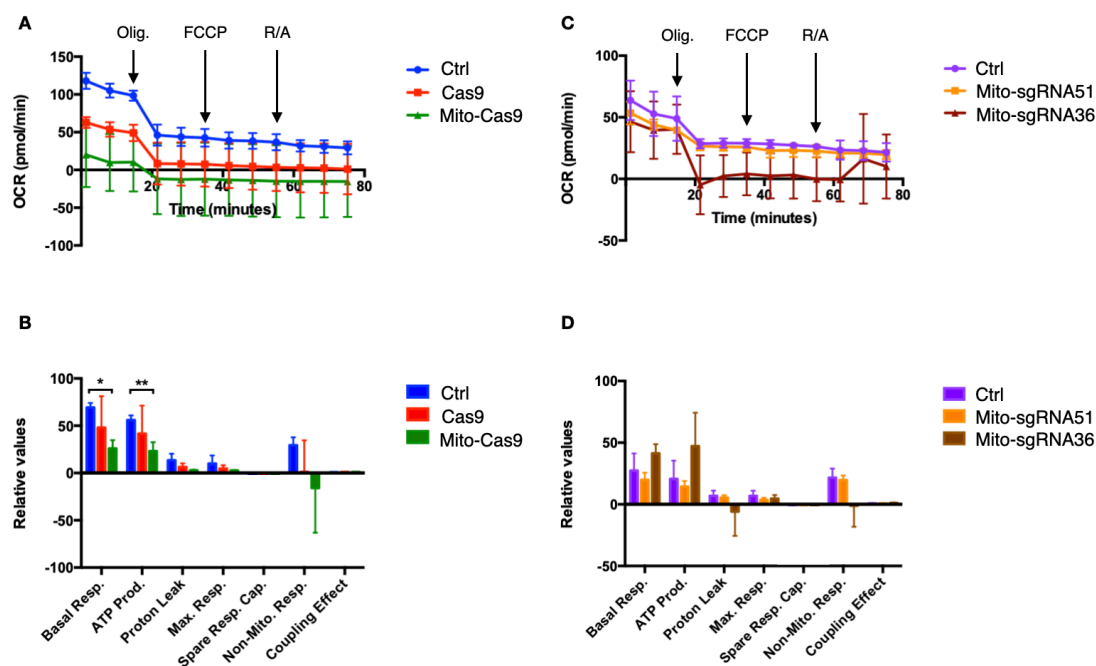 A
Olig.
FCCP
R/A
150
100
50
0
-50
-100
20
40
60
80
OCR (pmol/min)
Time (minutes)
Ctrl
Cas9
Mito-Cas9
C
Olig.
FCCP
R/A
100
50
0
-50
20
40
60
80
OCR (pmol/min)
Time (minutes)
Ctrl
Mito-sgRNA51
Mito-sgRNA36
B
100
50
0
-50
-100
Relative values
*
**
Basal Resp.
ATP Prod.
Proton Leak
Max. Resp.
Spare Resp. Cap.
Non-Mito. Resp.
Coupling Effect
Ctrl
Cas9
Mito-Cas9
D
100
50
0
-50
Relative values
Basal Resp.
ATP Prod.
Proton Leak
Max. Resp.
Spare Resp. Cap.
Non-Mito. Resp.
Coupling Effect
Ctrl
Mito-sgRNA51
Mito-sgRNA36